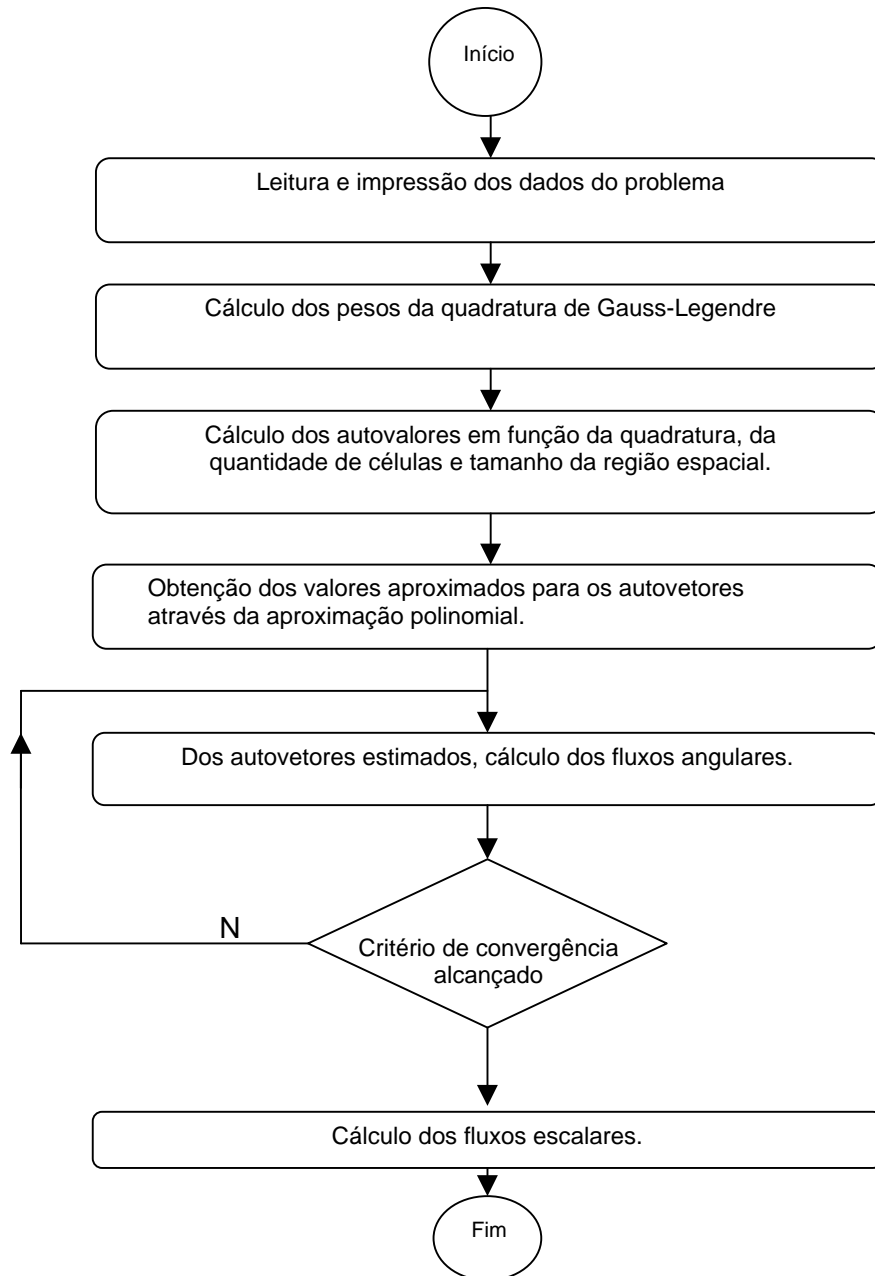 Início
Leitura e impressão dos dados do problema
Cálculo dos pesos da quadratura de Gauss-Legendre
Cálculo dos autovalores em função da quadratura, da
quantidade de células e tamanho da região espacial.
Obtenção dos valores aproximados para os autovetores
através da aproximação polinomial.
Dos autovetores estimados, cálculo dos fluxos angulares.
N
Critério de convergência
alcançado
Cálculo dos fluxos escalares.
Fim